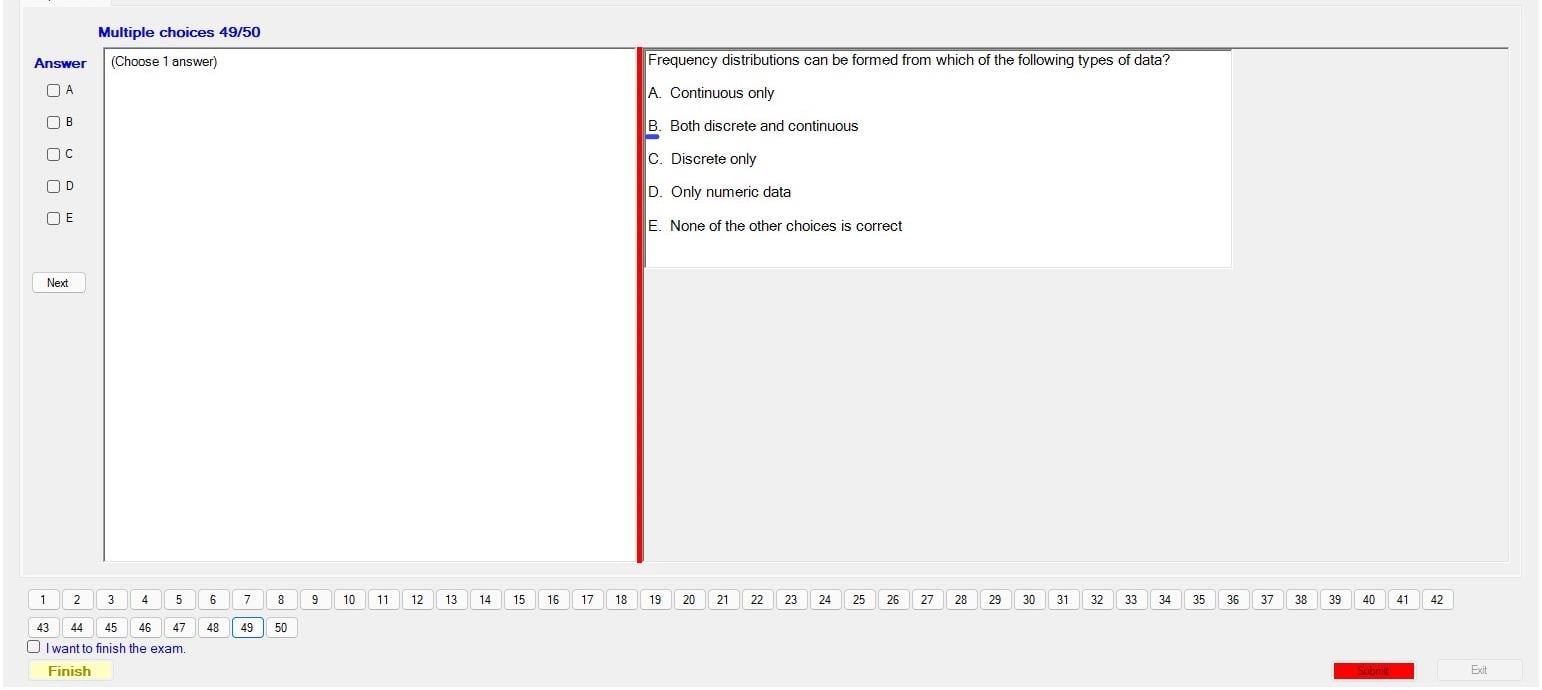 Multiple choices 49/50
Answer
(Choose 1 answer)
A
B
C
D
E
Next
Frequency distributions can be formed from which of the following types of data?
A. Continuous only
B. Both discrete and continuous
C. Discrete only
D. Only numeric data
E. None of the other choices is correct
1 2 3 4 5 6 7 8 9 10 11 12 13 14 15 16 17 18 19 20 21 22 23 24 25 26 27 28 29 30 31 32 33 34 35 36 37 38 39 40 41 42
43 44 45 46 47 48 49 50
I want to finish the exam.
Finish
Submit
Exit